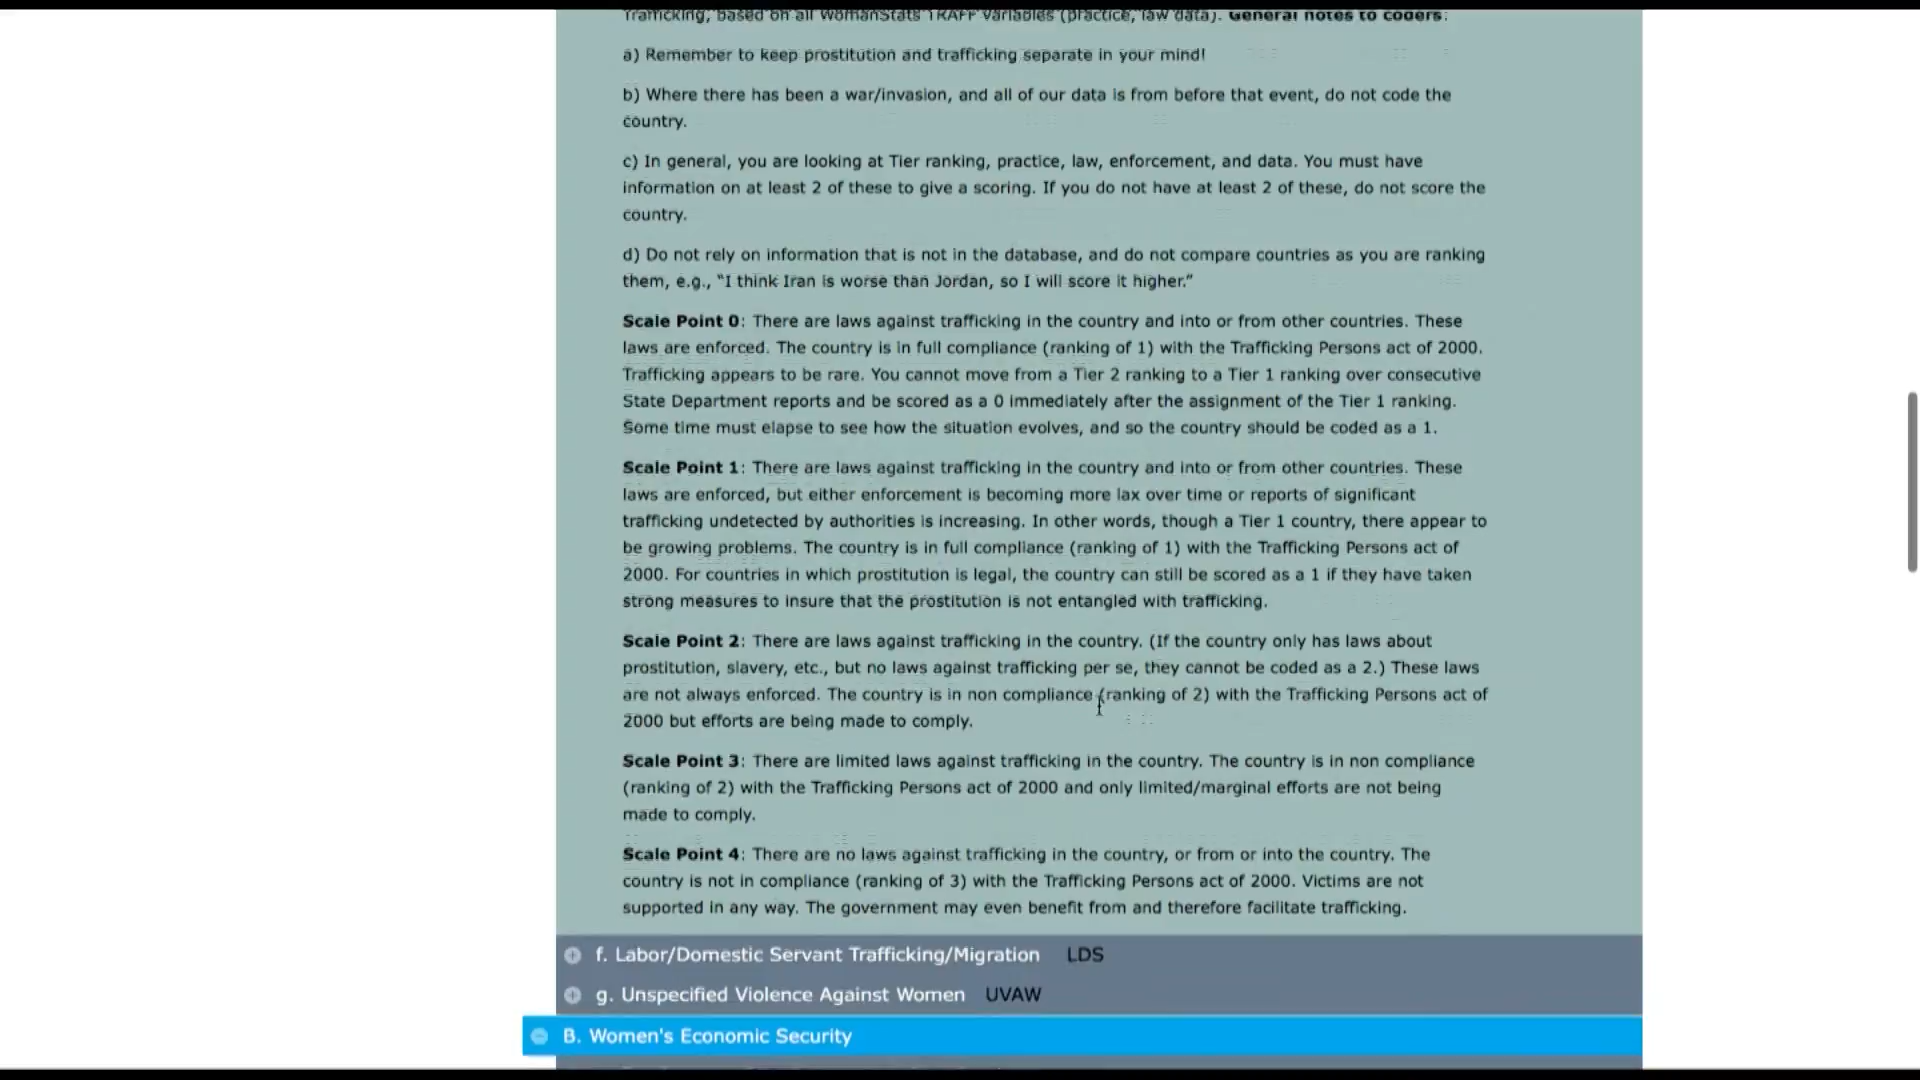 Trafficking, based on all WomanStats TRAFF variables (practice, law data). General notes to coders:
a) Remember to keep prostitution and trafficking separate in your mind!
b) Where there has been a war/invasion, and all of our data is from before that event, do not code the
country.
c) In general, you are looking at Tier ranking, practice, law, enforcement, and data. You must have
information on at least 2 of these to give a scoring. If you do not have at least 2 of these, do not score the
country.
d) Do not rely on information that is not in the database, and do not compare countries as you are ranking
them, e.g., “I think Iran is worse than Jordan, so I will score it higher.”
Scale Point 0: There are laws against trafficking in the country and into or from other countries. These
laws are enforced. The country is in full compliance (ranking of 1) with the Trafficking Persons act of 2000.
Trafficking appears to be rare. You cannot move from a Tier 2 ranking to a Tier 1 ranking over consecutive
State Department reports and be scored as a 0 immediately after the assignment of the Tier 1 ranking.
Some time must elapse to see how the situation evolves, and so the country should be coded as a 1.
Scale Point 1: There are laws against trafficking in the country and into or from other countries. These
laws are enforced, but either enforcement is becoming more lax over time or reports of significant
trafficking undetected by authorities is increasing. In other words, though a Tier 1 country, there appear to
be growing problems. The country is in full compliance (ranking of 1) with the Trafficking Persons act of
2000. For countries in which prostitution is legal, the country can still be scored as a 1 if they have taken
strong measures to insure that the prostitution is not entangled with trafficking.
Scale Point 2: There are laws against trafficking in the country. (If the country only has laws about
prostitution, slavery, etc., but no laws against trafficking per se, they cannot be coded as a 2.) These laws
are not always enforced. The country is in non compliance (ranking of 2) with the Trafficking Persons act of
2000 but efforts are being made to comply.
Scale Point 3: There are limited laws against trafficking in the country. The country is in non compliance
(ranking of 2) with the Trafficking Persons act of 2000 and only limited/marginal efforts are not being
made to comply.
Scale Point 4: There are no laws against trafficking in the country, or from or into the country. The
country is not in compliance (ranking of 3) with the Trafficking Persons act of 2000. Victims are not
supported in any way. The government may even benefit from and therefore facilitate trafficking.
f. Labor/Domestic Servant Trafficking/Migration LDS
g. Unspecified Violence Against Women UVAW
B. Women's Economic Security